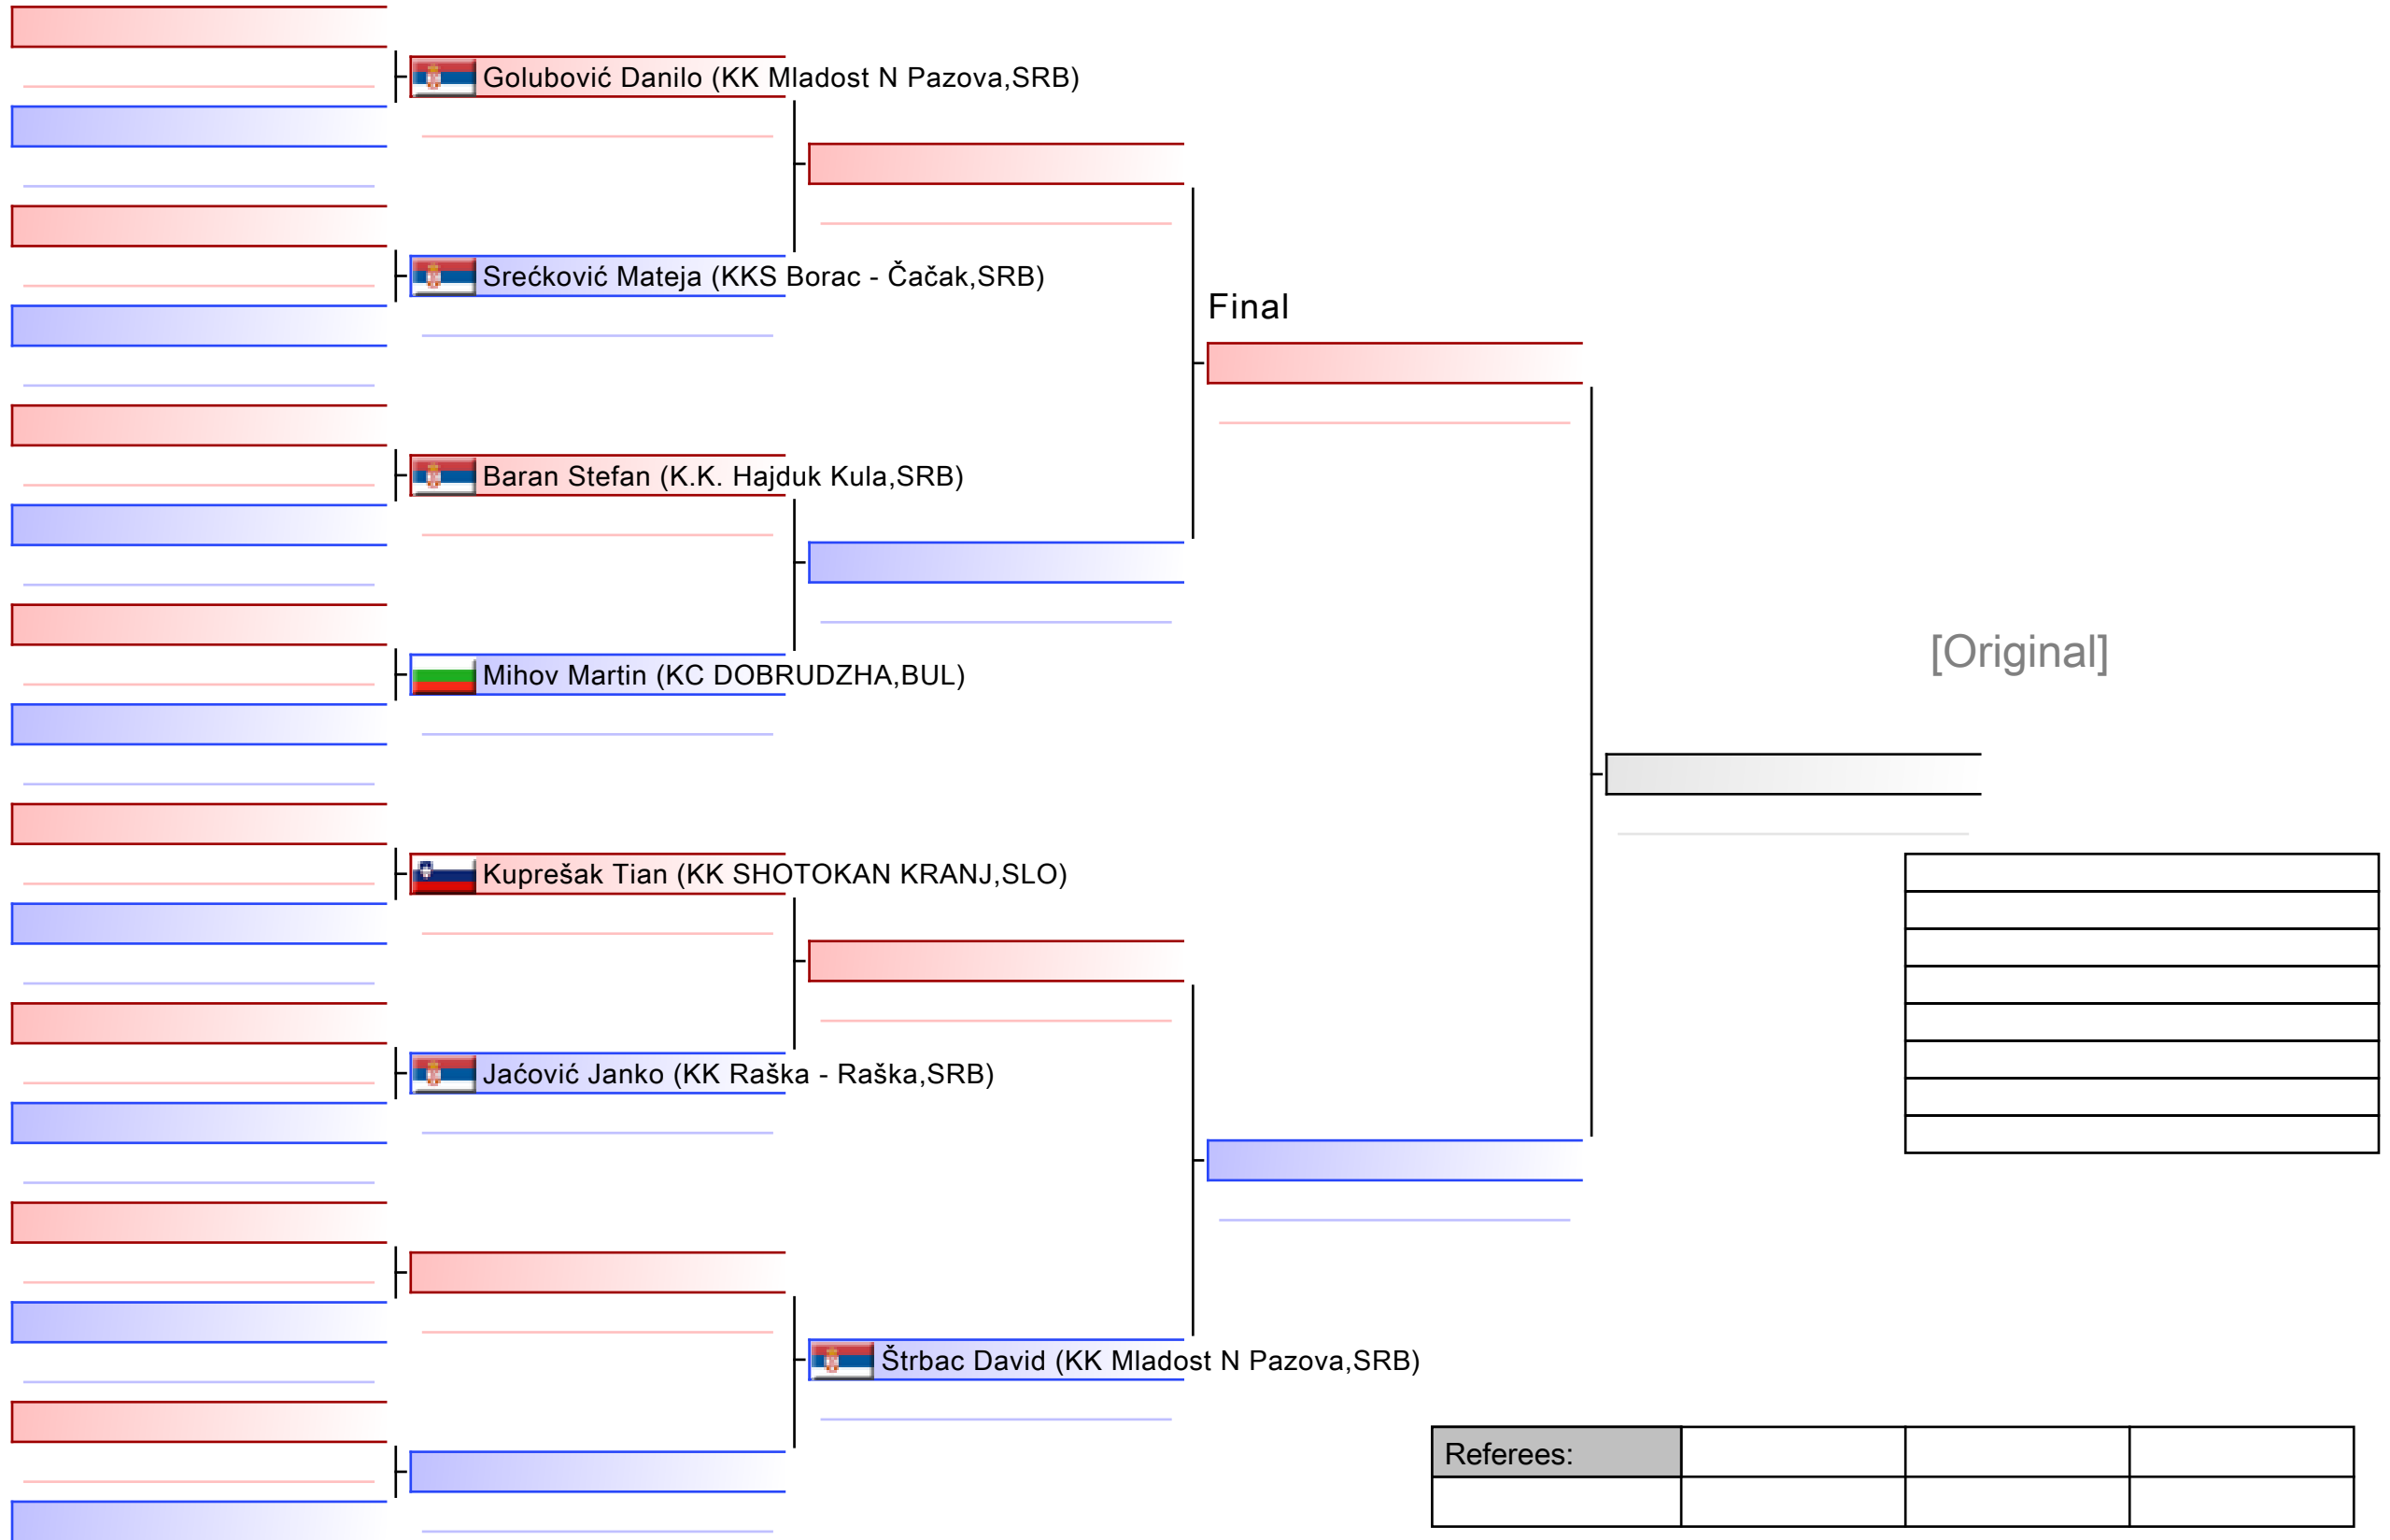 Golubović Danilo (KK Mladost N Pazova,SRB)
Srećković Mateja (KKS Borac - Čačak,SRB)
Final
Baran Stefan (K.K. Hajduk Kula,SRB)
[Original]
Mihov Martin (KC DOBRUDZHA,BUL)
Kuprešak Tian (KK SHOTOKAN KRANJ,SLO)
Jaćović Janko (KK Raška - Raška,SRB)
Štrbac David (KK Mladost N Pazova,SRB)
Referees: